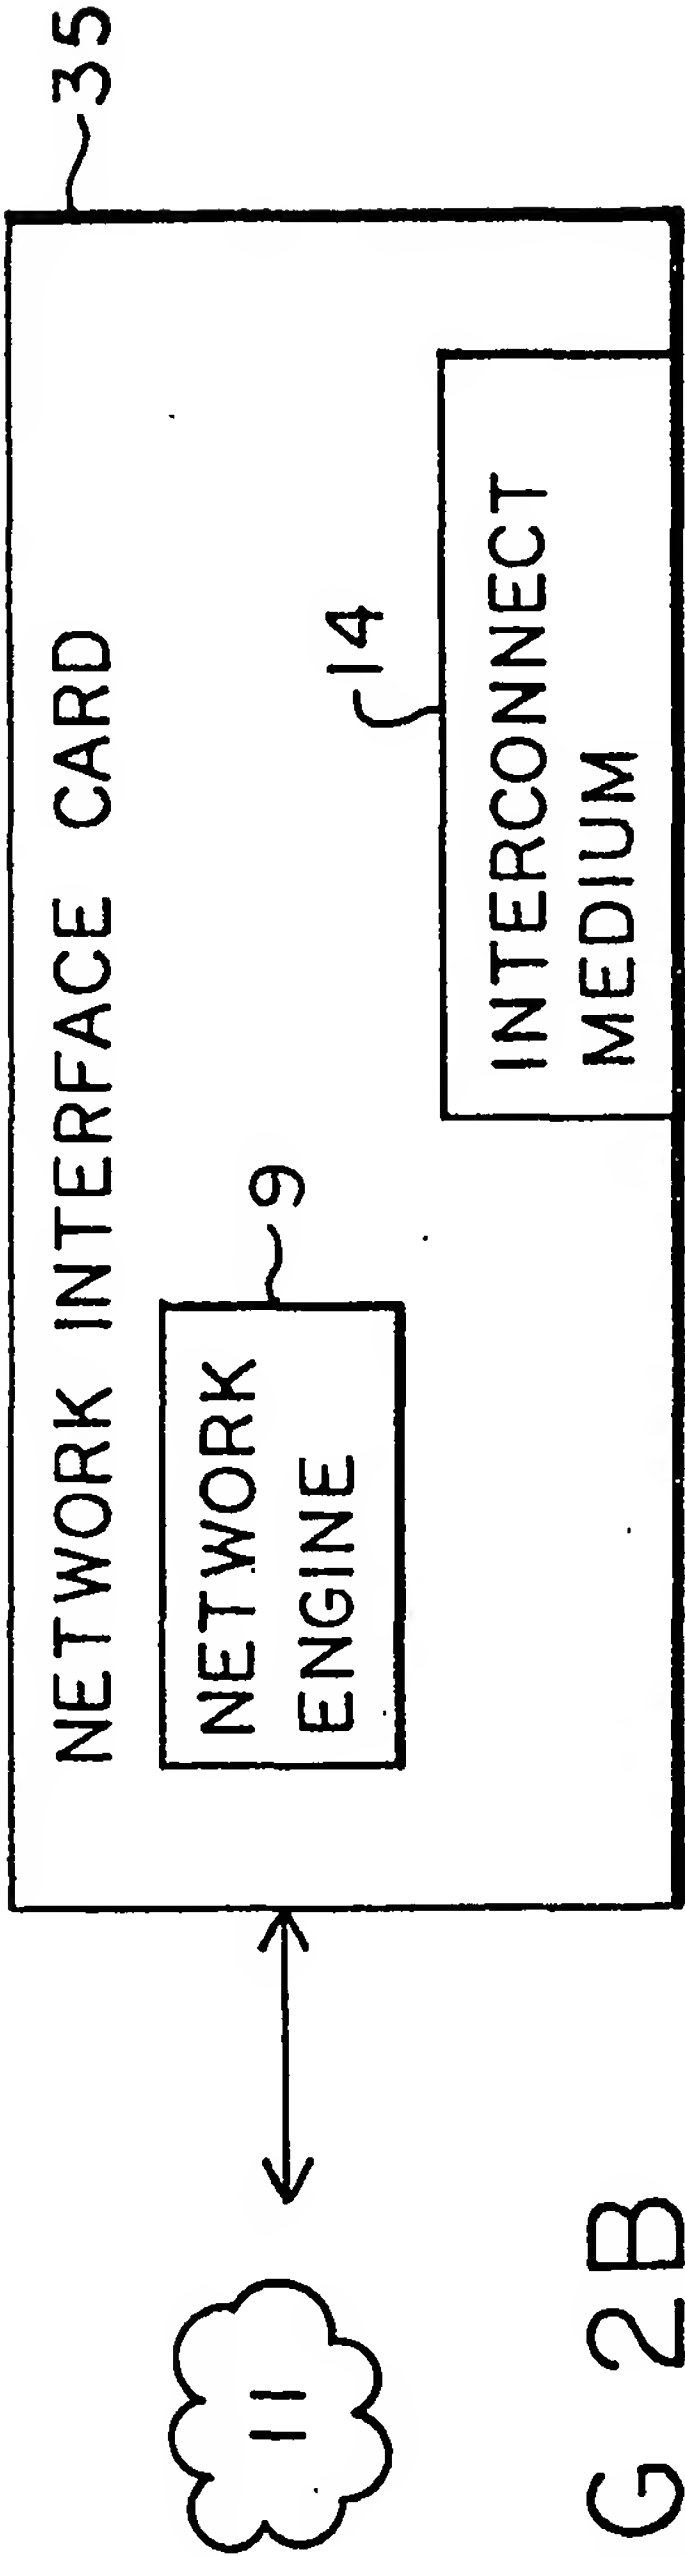 35
NETWORK INTERFACE CARD
NETWORK
ENGINE
9
14
INTERCONNECT
MEDIUM
11
G 2B